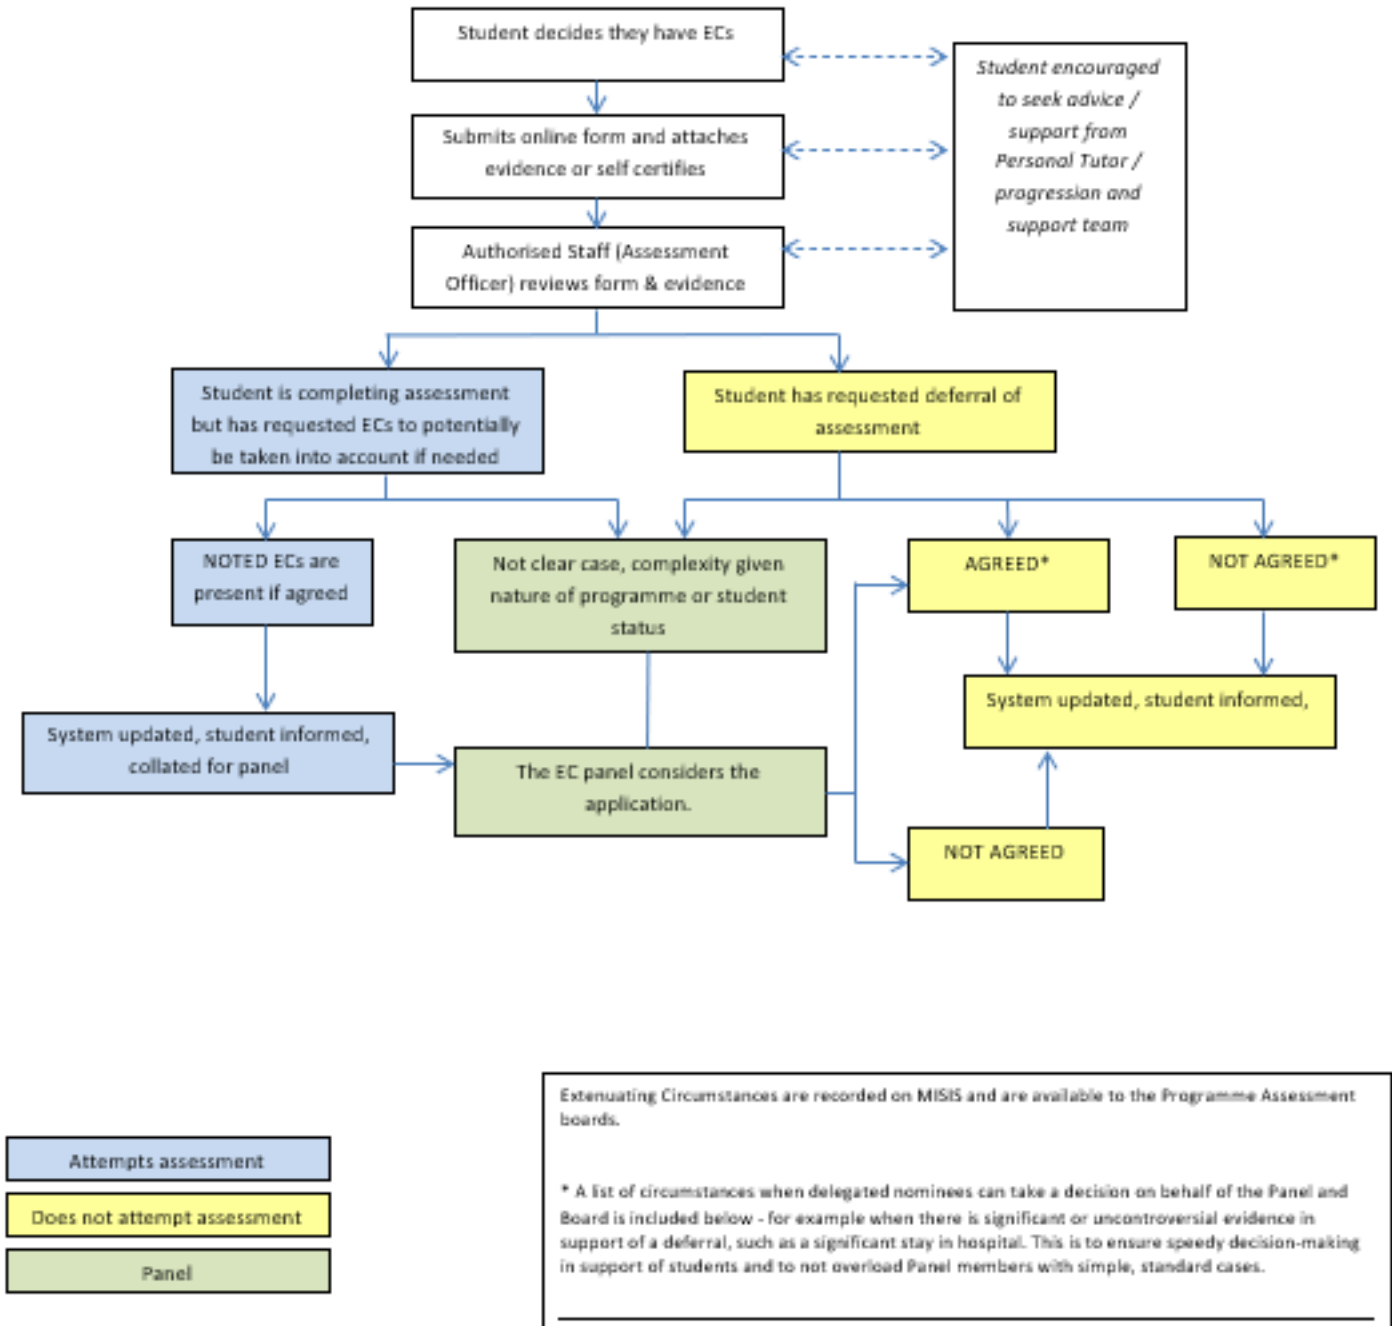 Student decides they have ECs
Student encouraged
to seek advice /
support from
Personal Tutor /
progression and
support team
Submits online form and attaches
evidence or self certifies
Authorised Staff (Assessment
Officer) reviews form & evidence
Student is completing assessment
but has requested ECs to potentially
be taken into account if needed
Student has requested deferral of
assessment
NOTED ECs are
present if agreed
Not clear case, complexity given
nature of programme or student
status
AGREED*
NOT AGREED*
System updated, student informed,
collated for panel
The EC panel considers the
application.
System updated, student informed,
NOT AGREED
Attempts assessment
Does not attempt assessment
Panel
Extenuating Circumstances are recorded on MISIS and are available to the Programme Assessment
boards.
* A list of circumstances when delegated nominees can take a decision on behalf of the Panel and
Board is included below - for example when there is significant or uncontroversial evidence in
support of a deferral, such as a significant stay in hospital. This is to ensure speedy decision-making
in support of students and to not overload Panel members with simple, standard cases.